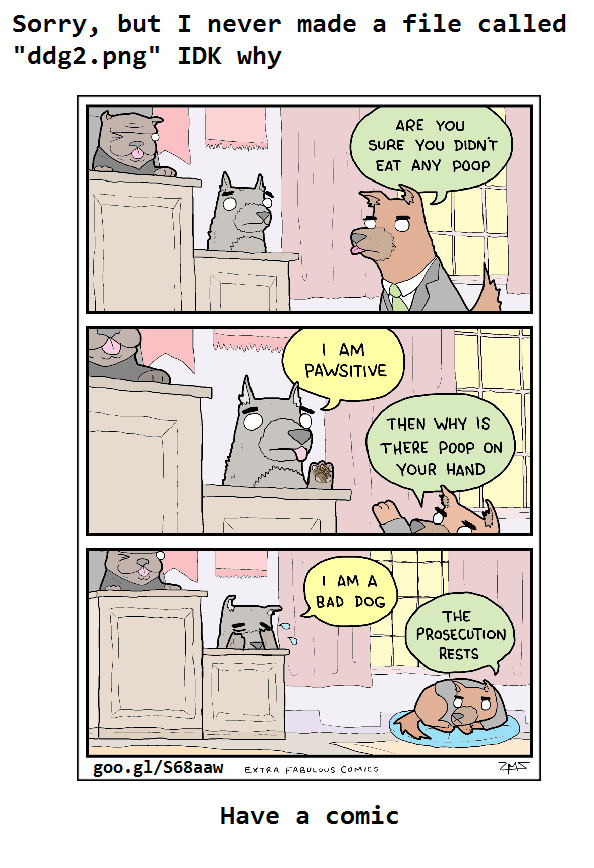 Sorry, but I never made a file called
"ddg2.png" IDK why
ARE YOU
SURE YOU DIDN'T
EAT ANY POOP
I AM
PAWSITIVE
THEN WHY IS
THERE POOP ON
YOUR HAND
I AM A
BAD DOG
THE
PROSECUTION
RESTS
goo.gl/S68aaw EXTRA FABULOUS COMICS ZMS
Have a comic